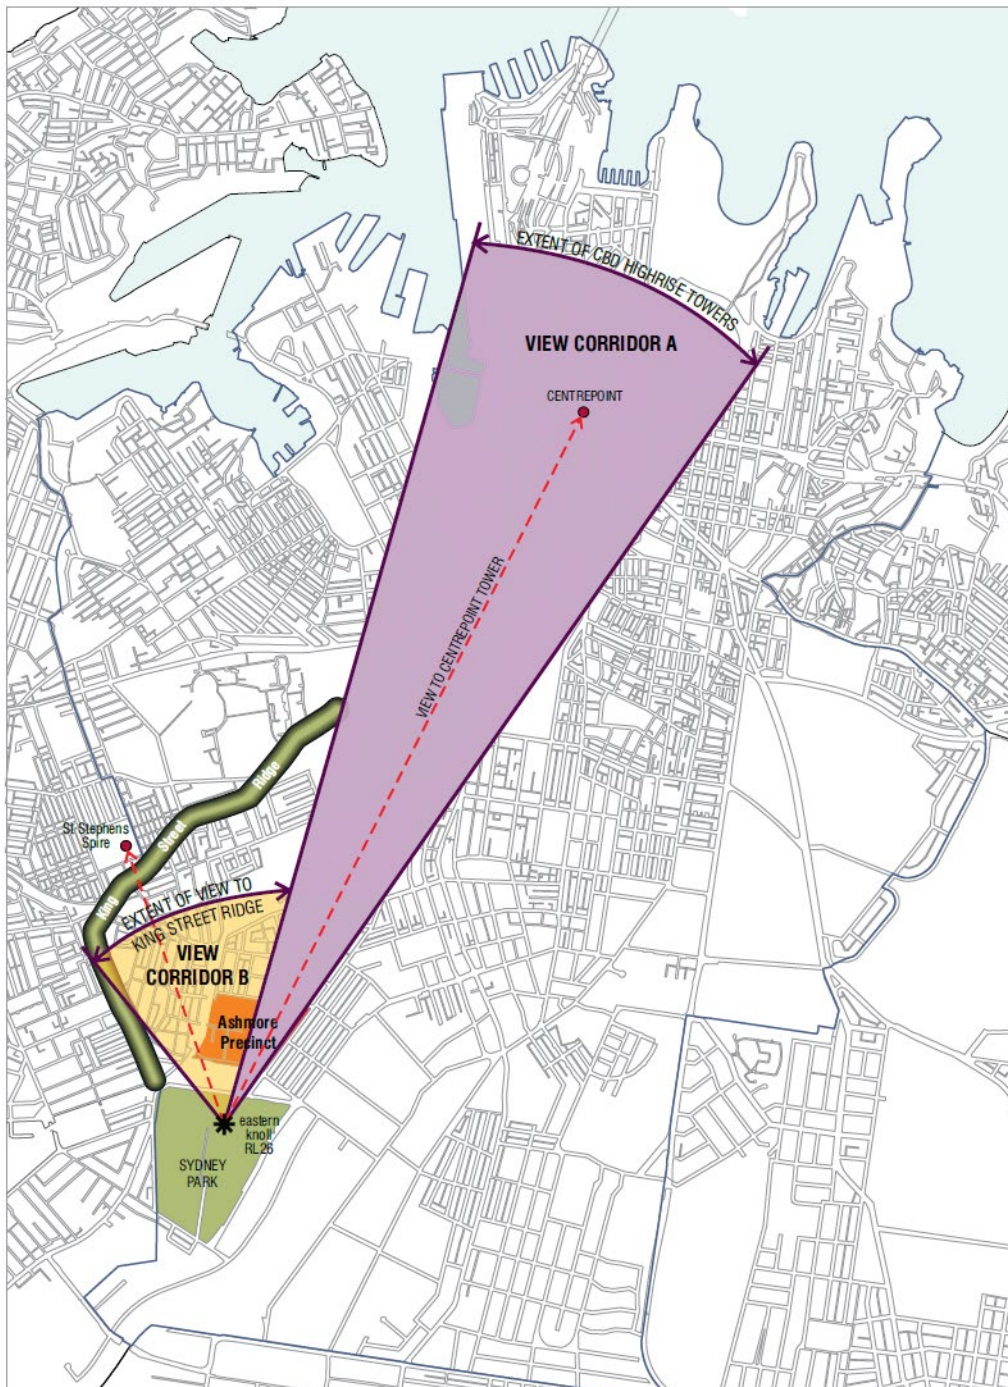 EXTENT OF CBD HIGHRISE TOWERS
VIEW CORRIDOR A
CENTREPOINT
VIEW TO CENTREPOINT TOWER
King Street Ridge
St Stephens
Spire
EXTENT OF VIEW TO
KING STREET RIDGE
VIEW
CORRIDOR B
Ashmore
Precinct
eastern
knoll
RL26
SYDNEY
PARK